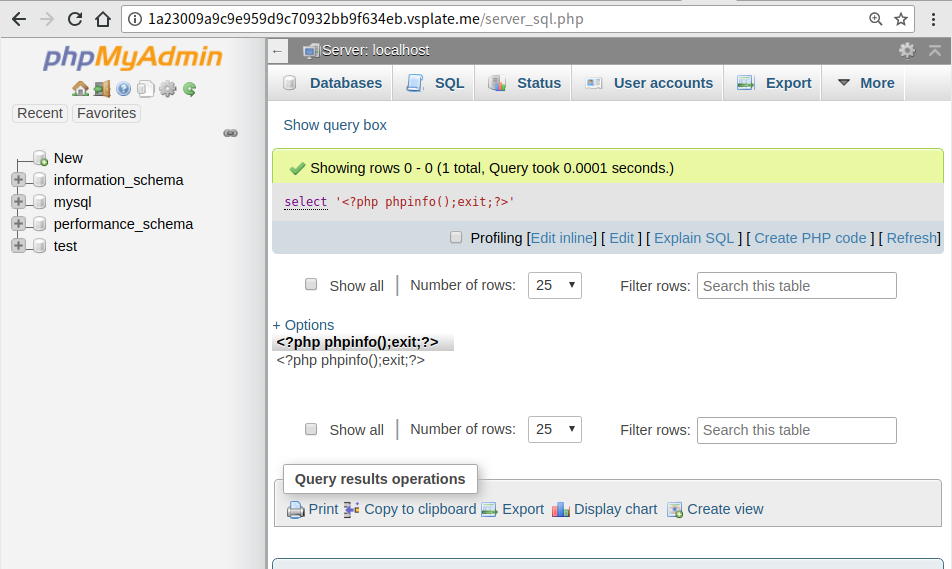 1a23009a9c9e959d9c70932bb9f634eb.vsplate.me/server_sql.php
phpMyAdmin
Recent Favorites
New
information_schema
mysql
performance_schema
test
Server: localhost
Databases SQL Status User accounts Export More
Show query box
Showing rows 0 - 0 (1 total, Query took 0.0001 seconds.)
select '<?php phpinfo();exit;?>'
Profiling [Edit inline] [ Edit ] [ Explain SQL ] [ Create PHP code ] [ Refresh]
Show all | Number of rows: 25 Filter rows: Search this table
+ Options
<?php phpinfo();exit;?>
<?php phpinfo();exit;?>
Show all | Number of rows: 25 Filter rows: Search this table
Query results operations
Print Copy to clipboard Export Display chart Create view